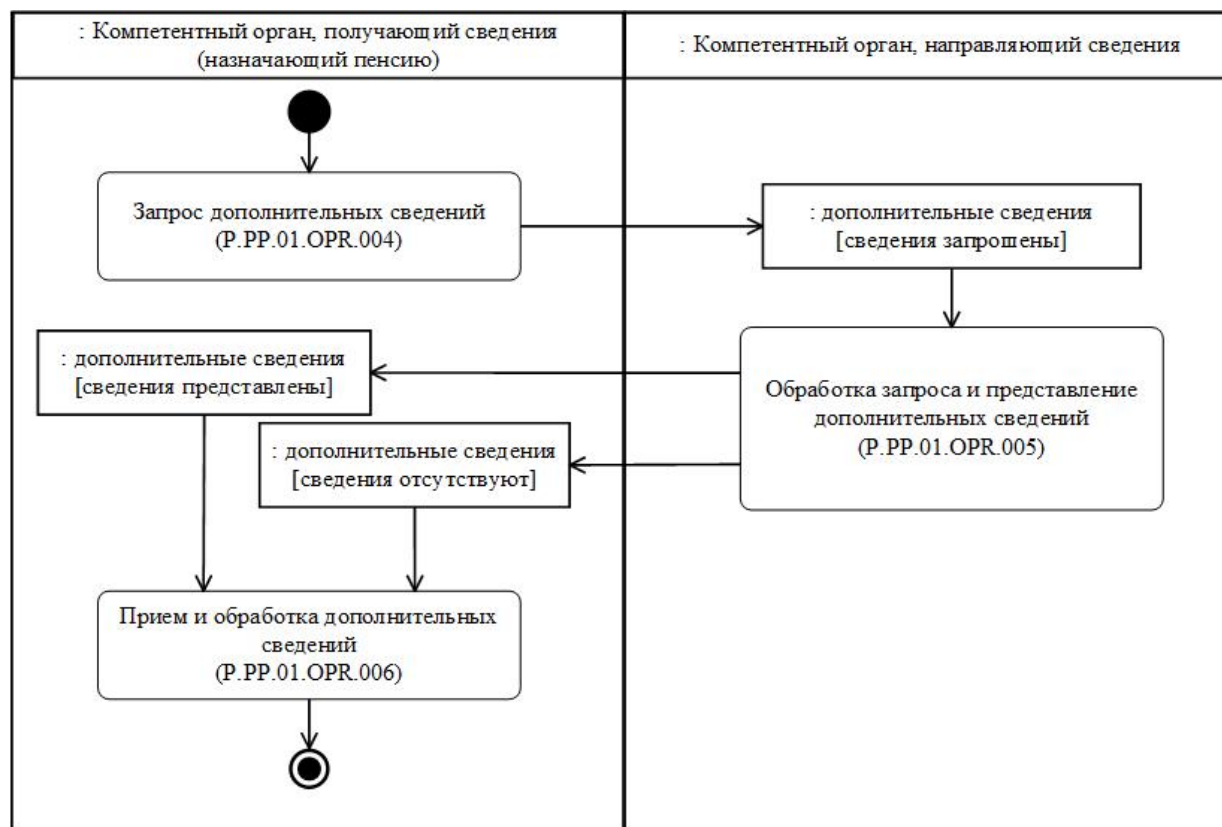 : Компетентный орган, получающий сведения
(назначающий пенсию)
: Компетентный орган, направляющий сведения
Запрос дополнительных сведений
(P.PP.01.OPR.004)
: дополнительные сведения
[сведения запрошены]
: дополнительные сведения
[сведения представлены]
Обработка запроса и представление
дополнительных сведений
(P.PP.01.OPR.005)
: дополнительные сведения
[сведения отсутствуют]
Прием и обработка дополнительных
сведений
(P.PP.01.OPR.006)